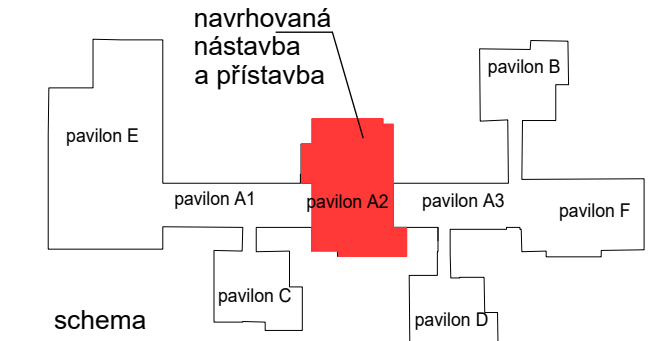 navrhovaná
nástavba
a přístavba
pavilon B
pavilon E
pavilon A1
pavilon A2
pavilon A3
pavilon F
pavilon C
pavilon D
schema